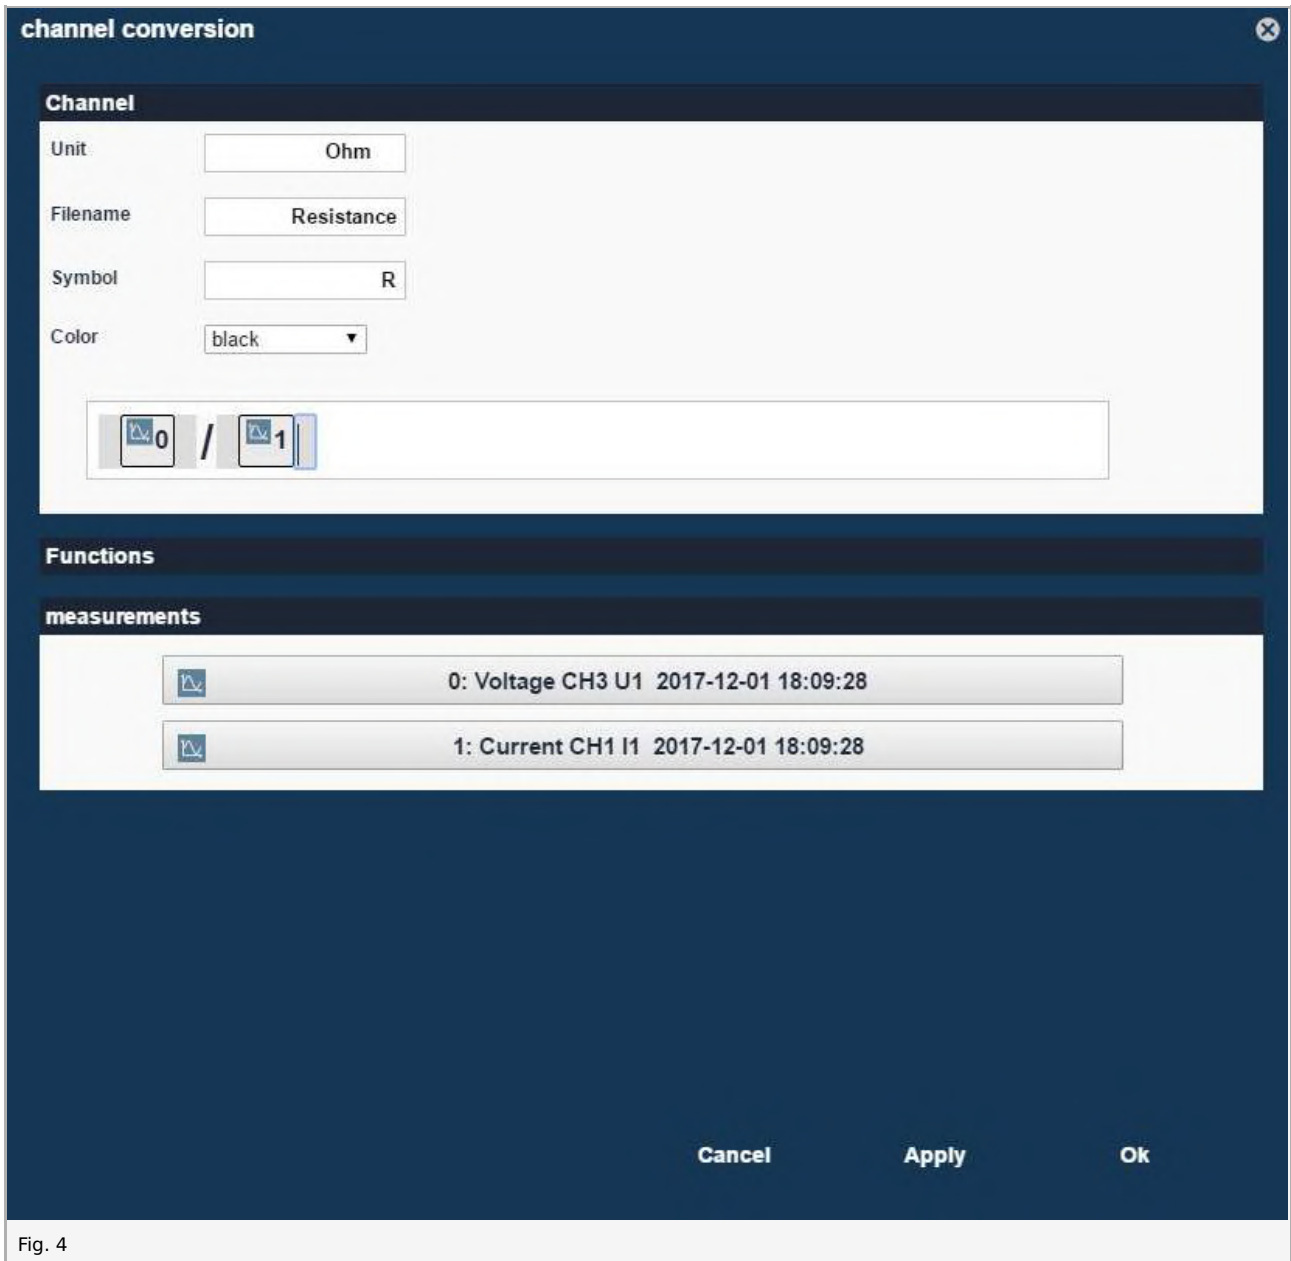 channel conversion
Channel
Unit Ohm
Filename Resistance
Symbol R
Color black
0 / 1
Functions
measurements
0: Voltage CH3 U1 2017-12-01 18:09:28
1: Current CH1 I1 2017-12-01 18:09:28
Cancel Apply Ok
Fig. 4